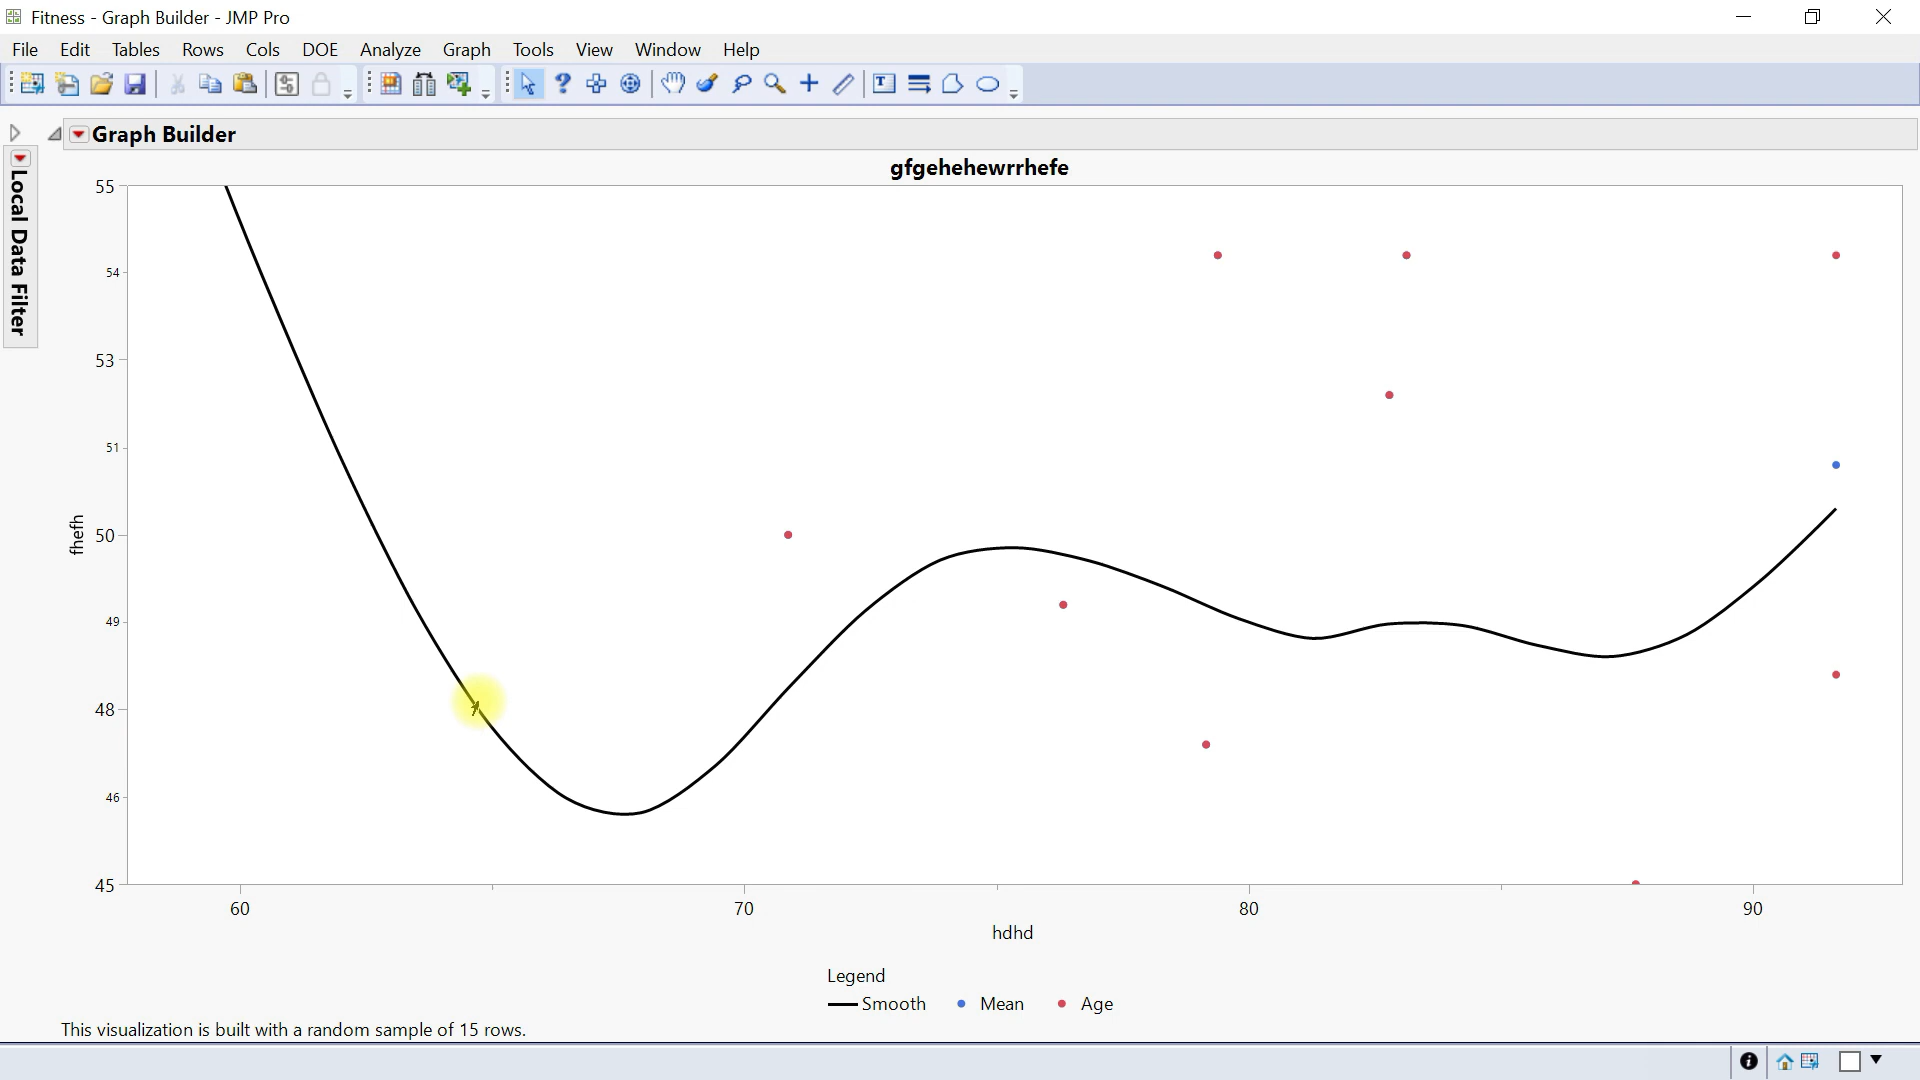 Fitness - Graph Builder - JMP Pro
File Edit Tables Rows Cols DOE Analyze Graph Tools View Window Help
Graph Builder
Local Data Filter
gfgehehewrrhefe
55
54
53
51
50
49
48
46
45
fhefh
60 70 80 90
hdhd
Legend
Smooth Mean Age
This visualization is built with a random sample of 15 rows.